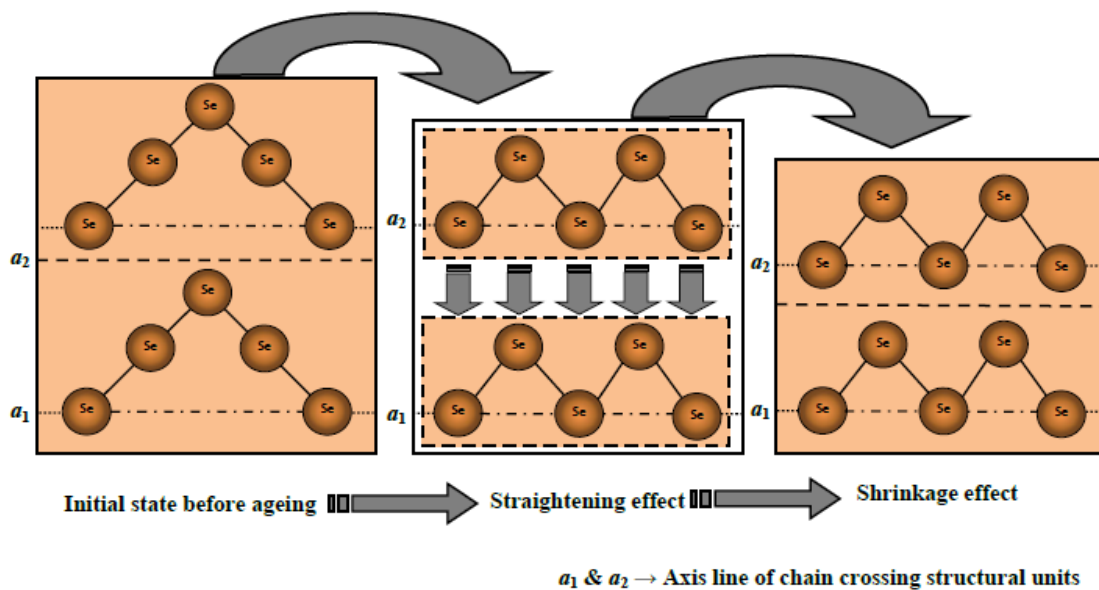 Se
Se Se
Se Se
a₂
Se
Se Se
a₁ Se Se
Se Se
a₂ Se Se Se
Se Se
a₁ Se Se Se
Se Se
a₂ Se Se Se
Se Se
a₁ Se Se Se
Initial state before ageing Straightening effect Shrinkage effect
a₁ & a₂ → Axis line of chain crossing structural units